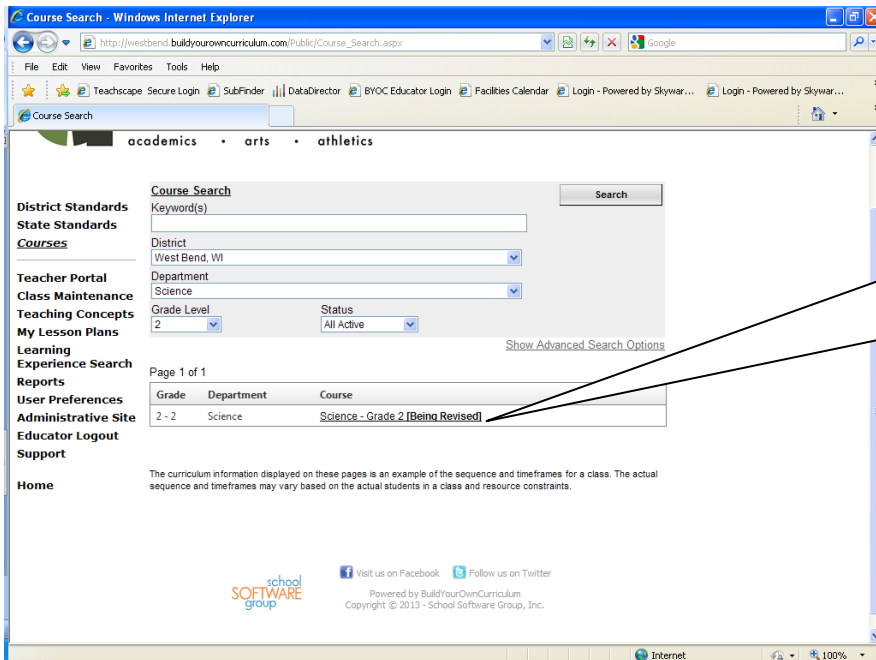 Course Search - Windows Internet Explorer
http://westbend.buildyourowncurriculum.com/Public/Course_Search.aspx
Google
File Edit View Favorites Tools Help
Teachscape Secure Login SubFinder DataDirector BYOC Educator Login Facilities Calendar Login - Powered by Skywar... Login - Powered by Skywar...
Course Search
academics • arts • athletics
District Standards
State Standards
Courses
Teacher Portal
Class Maintenance
Teaching Concepts
My Lesson Plans
Learning
Experience Search
Reports
User Preferences
Administrative Site
Educator Logout
Support
Home
Course Search
Search
Keyword(s)
District
West Bend, WI
Department
Science
Grade Level Status
2 All Active
Show Advanced Search Options
Page 1 of 1
Grade Department Course
2 - 2 Science Science - Grade 2 [Being Revised]
The curriculum information displayed on these pages is an example of the sequence and timeframes for a class. The actual
sequence and timeframes may vary based on the actual students in a class and resource constraints.
school
SOFTWARE
group
Visit us on Facebook Follow us on Twitter
Powered by BuildYourOwnCurriculum
Copyright © 2013 - School Software Group, Inc.
Internet 100%